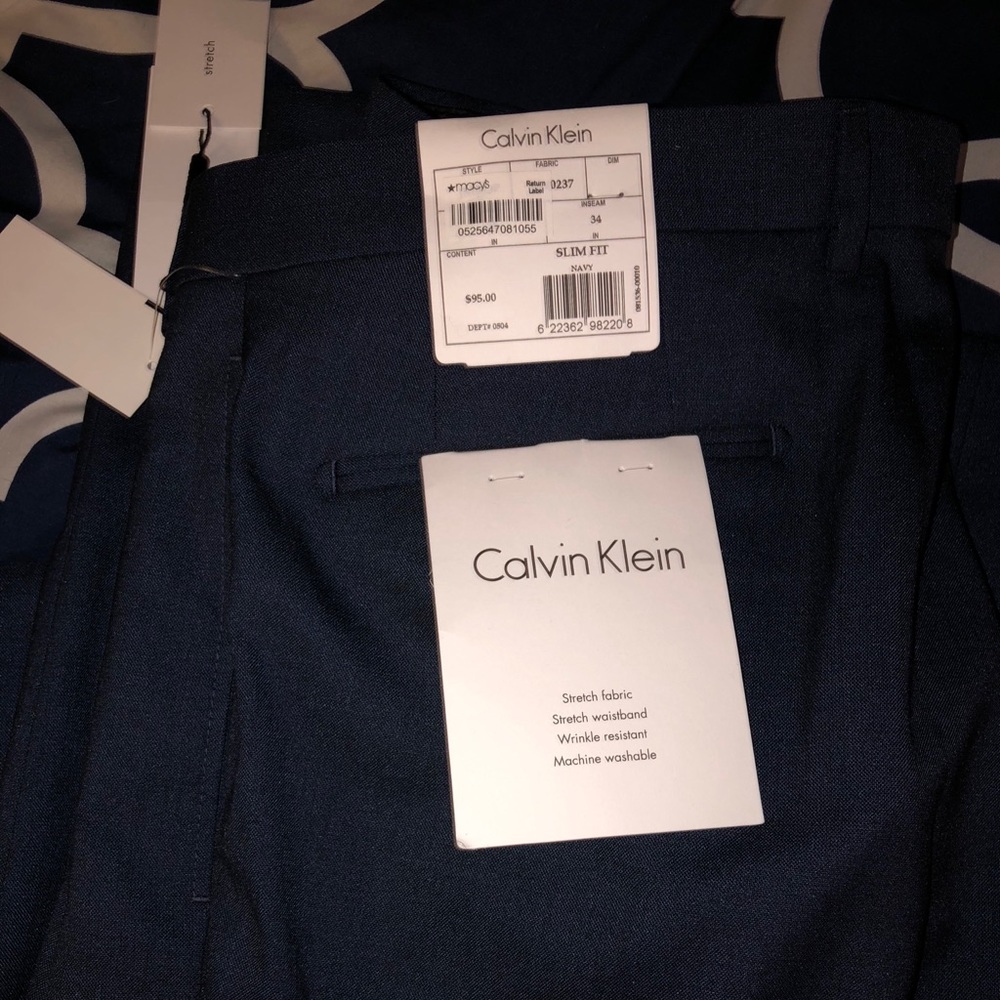 stretch
Calvin Klein
STYLE FABRIC DIM
★macy's Return Label 0237
0525647081055
INSEAM
34
IN IN
CONTENT
SLIM FIT
NAVY
$95.00
DEPT# 0804
6 22362 98220 8
Calvin Klein
Stretch fabric
Stretch waistband
Wrinkle resistant
Machine washable